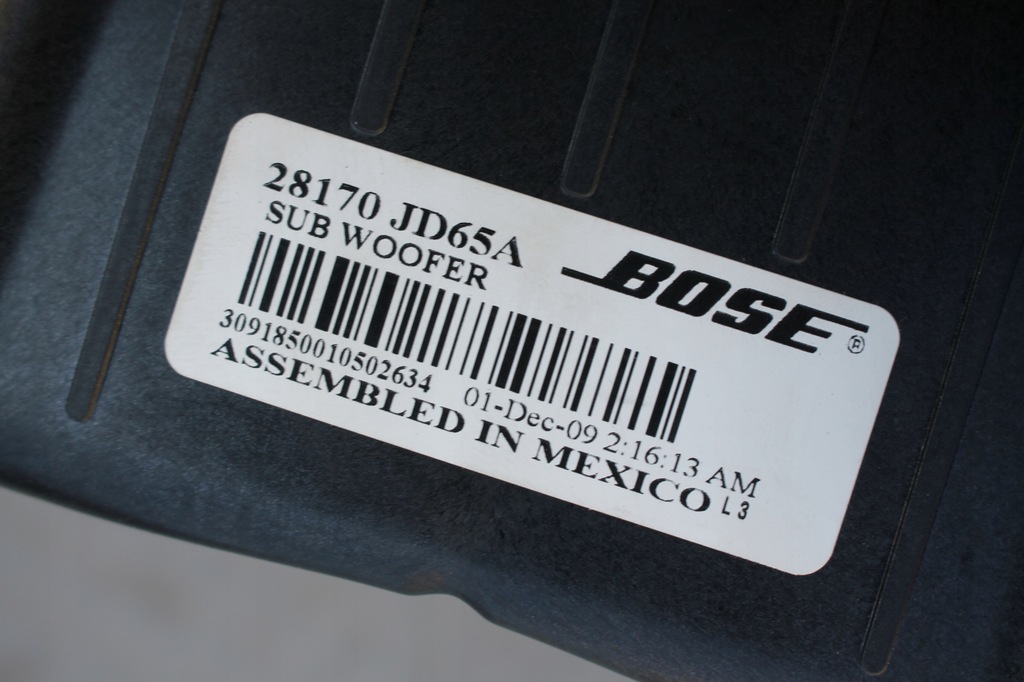 28170 JD65A
SUB WOOFER
BOSE®
3091850010502634 01-Dec-09 2:16:13 AM
ASSEMBLED IN MEXICO L3